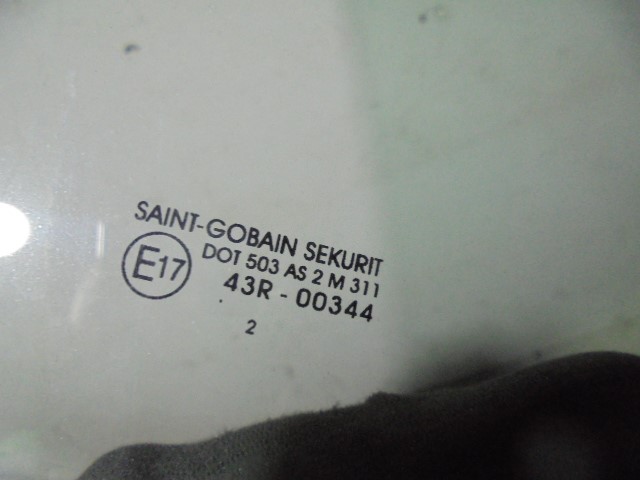 SAINT-GOBAIN SEKURIT
E17 DOT 503 AS 2 M 311
43R - 00344
2